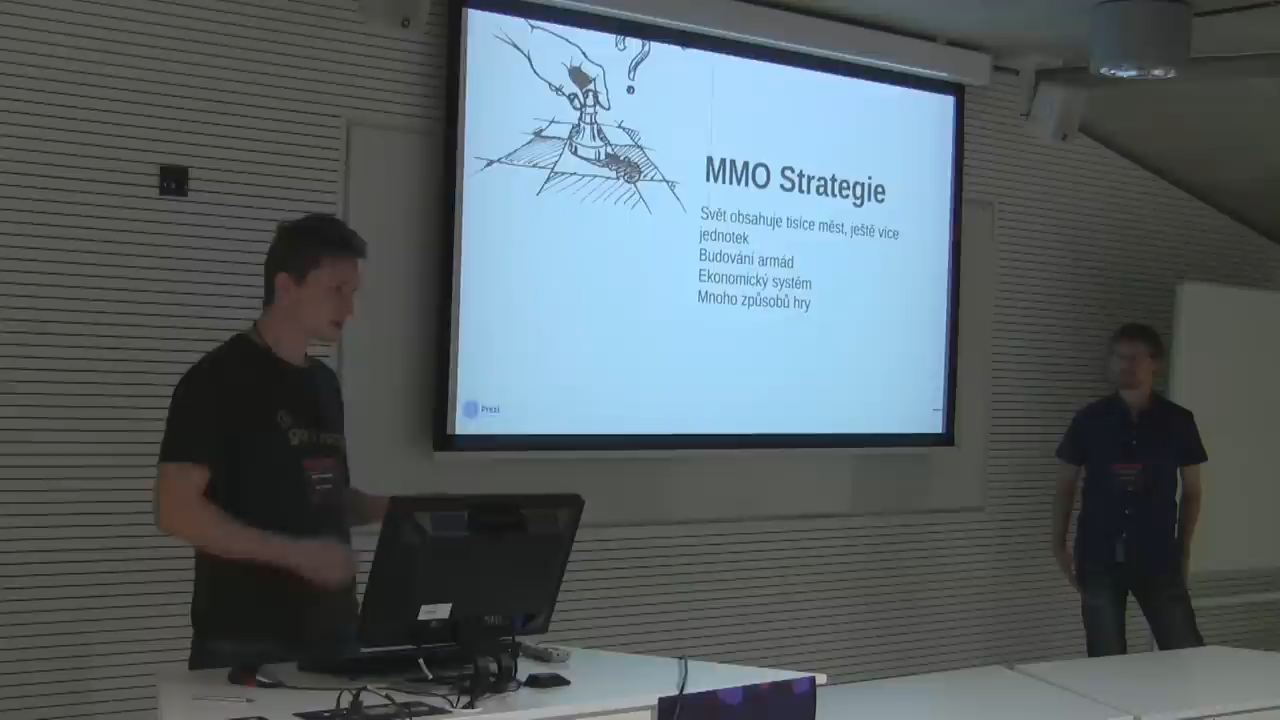 ?
MMO Strategie
Svět obsahuje tisíce měst, ještě více
jednotek
Budování armád
Ekonomický systém
Mnoho způsobů hry
Prezi